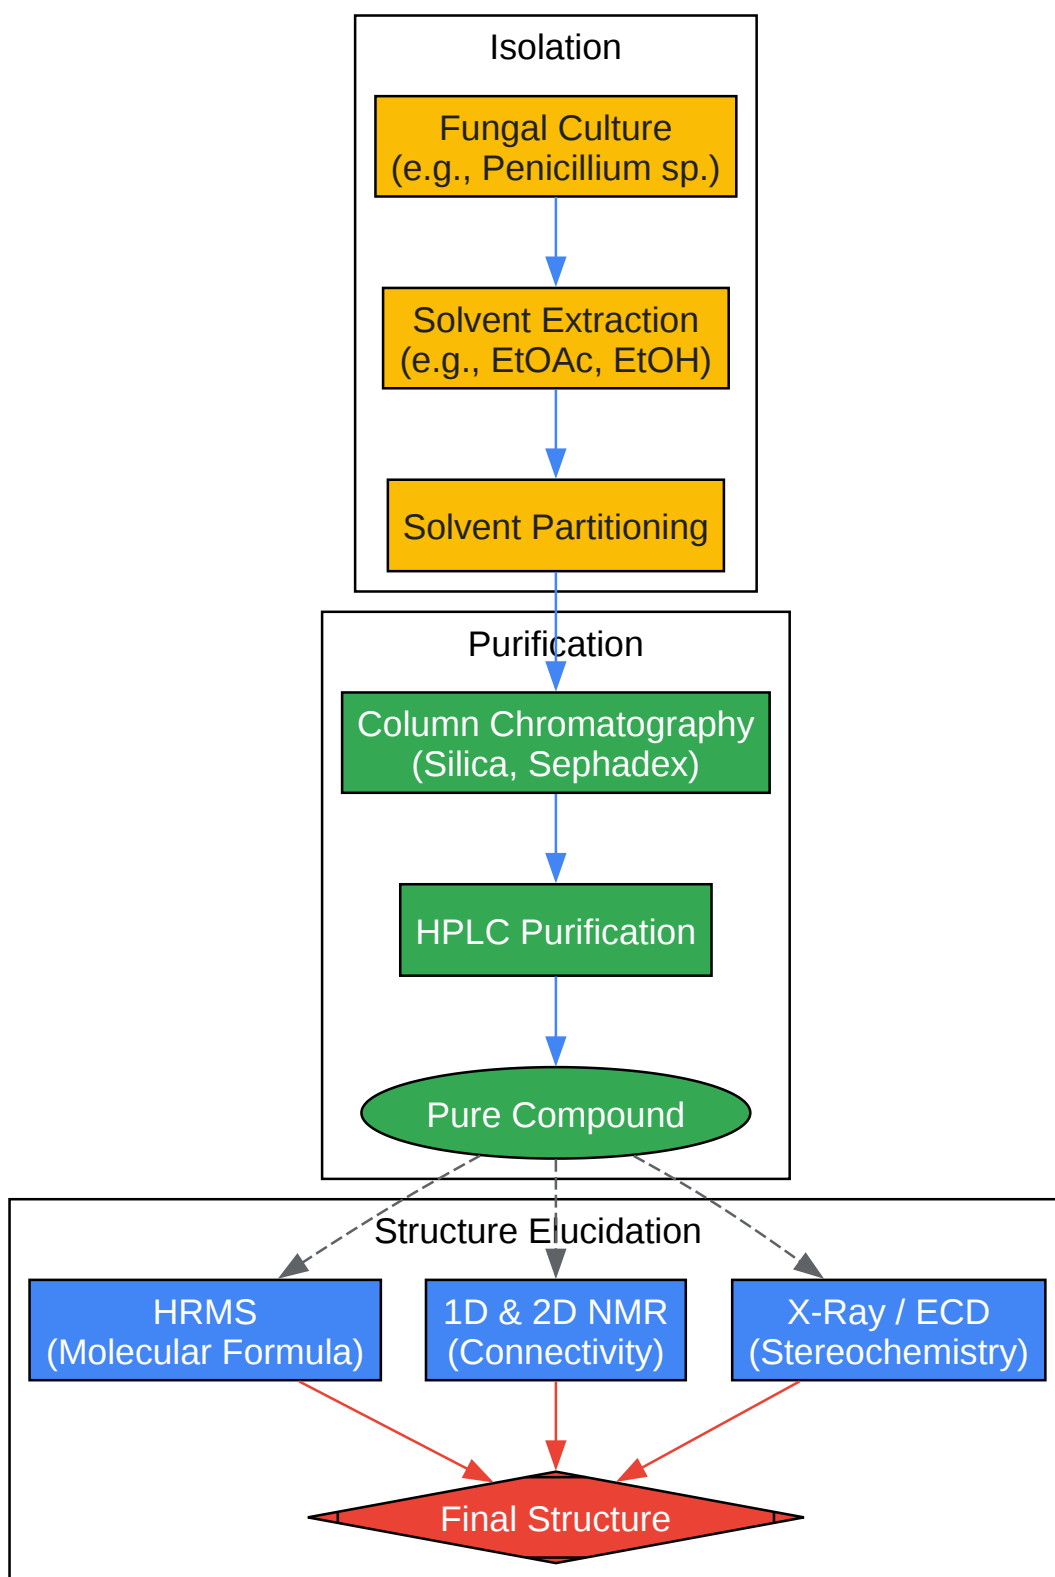 Isolation
Fungal Culture
(e.g., Penicillium sp.)
Solvent Extraction
(e.g., EtOAc, EtOH)
Solvent Partitioning
Purification
Column Chromatography
(Silica, Sephadex)
HPLC Purification
Pure Compound
Structure Elucidation
HRMS
(Molecular Formula)
1D & 2D NMR
(Connectivity)
X-Ray / ECD
(Stereochemistry)
Final Structure